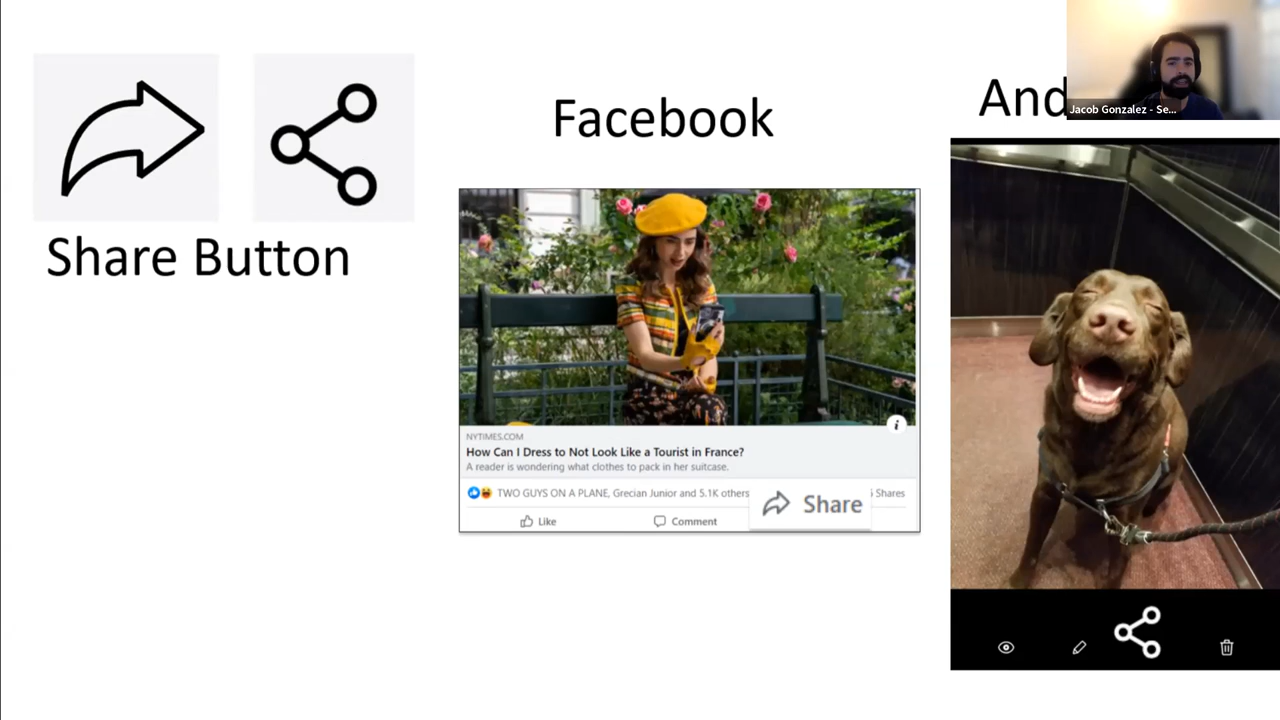 Share Button
Facebook
NYTIMES.COM
How Can I Dress to Not Look Like a Tourist in France?
A reader is wondering what clothes to pack in her suitcase.
TWO GUYS ON A PLANE, Grecian Junior and 5.1K others
Shares
Like
Comment
Share
And
Jacob Gonzalez - Se...